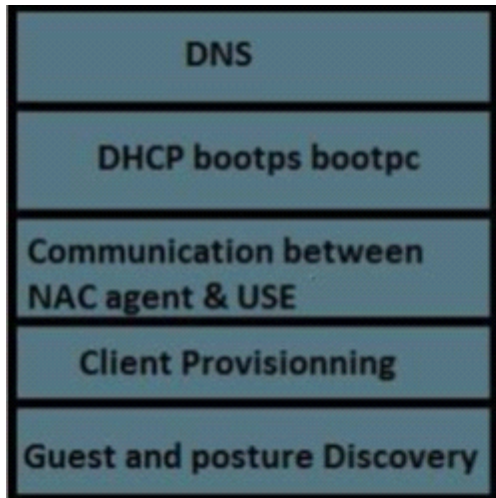 DNS
DHCP bootps bootpc
Communication between
NAC agent & USE
Client Provisionning
Guest and posture Discovery